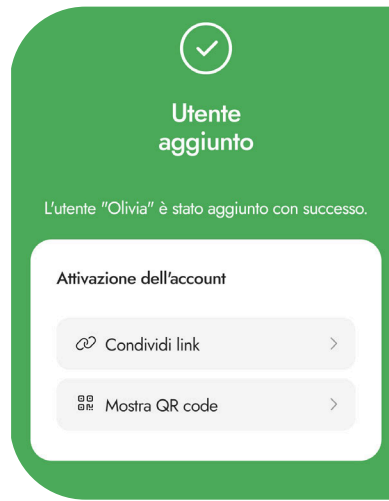 Utente
aggiunto
L'utente "Olivia" è stato aggiunto con successo.
Attivazione dell'account
Condividi link
Mostra QR code